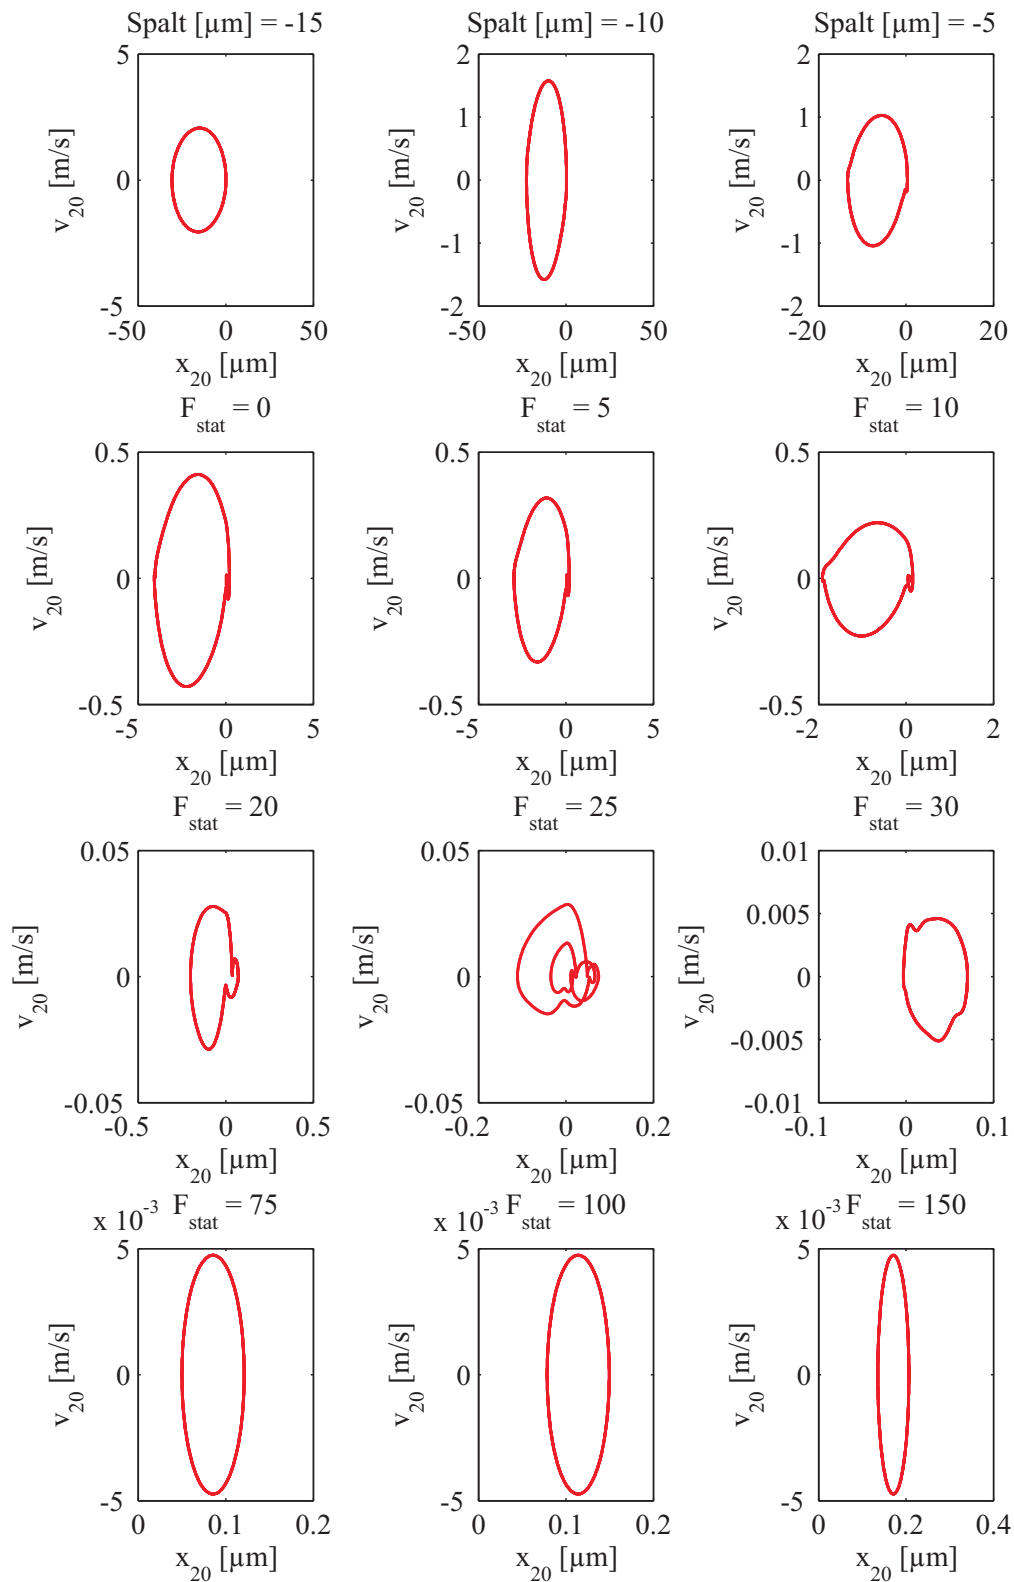 Spalt [µm] = -15 Spalt [µm] = -10 Spalt [µm] = -5
5 2 2
1 1
v20 [m/s] 0 v20 [m/s] 0 v20 [m/s] 0
-1 -1
-5 -2 -2
-50 0 50 -50 0 50 -20 0 20
x20 [µm] x20 [µm] x20 [µm]
Fstat = 0 Fstat = 5 Fstat = 10
0.5 0.5 0.5
v20 [m/s] 0 v20 [m/s] 0 v20 [m/s] 0
-0.5 -0.5 -0.5
-5 0 5 -5 0 5 -2 0 2
x20 [µm] x20 [µm] x20 [µm]
Fstat = 20 Fstat = 25 Fstat = 30
0.05 0.05 0.01
0.005
v20 [m/s] 0 v20 [m/s] 0 v20 [m/s] 0
-0.005
-0.05 -0.05 -0.01
-0.5 0 0.5 -0.2 0 0.2 -0.1 0 0.1
x20 [µm] x20 [µm] x20 [µm]
x 10-3 Fstat = 75 x 10-3 Fstat = 100 x 10-3 Fstat = 150
5 5 5
v20 [m/s] 0 v20 [m/s] 0 v20 [m/s] 0
-5 -5 -5
0 0.1 0.2 0 0.1 0.2 0 0.2 0.4
x20 [µm] x20 [µm] x20 [µm]